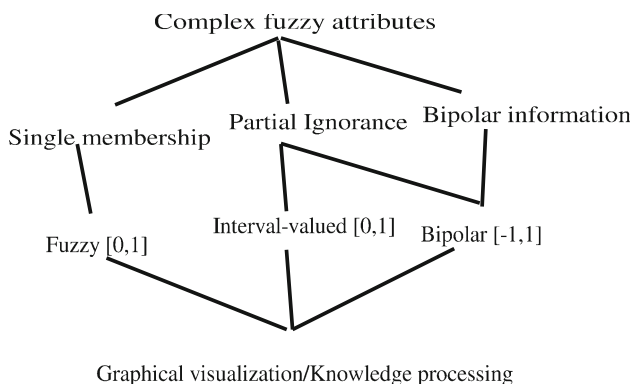 Complex fuzzy attributes
Single membership
Partial Ignorance
Bipolar information
Fuzzy [0,1]
Interval-valued [0,1]
Bipolar [-1,1]
Graphical visualization/Knowledge processing